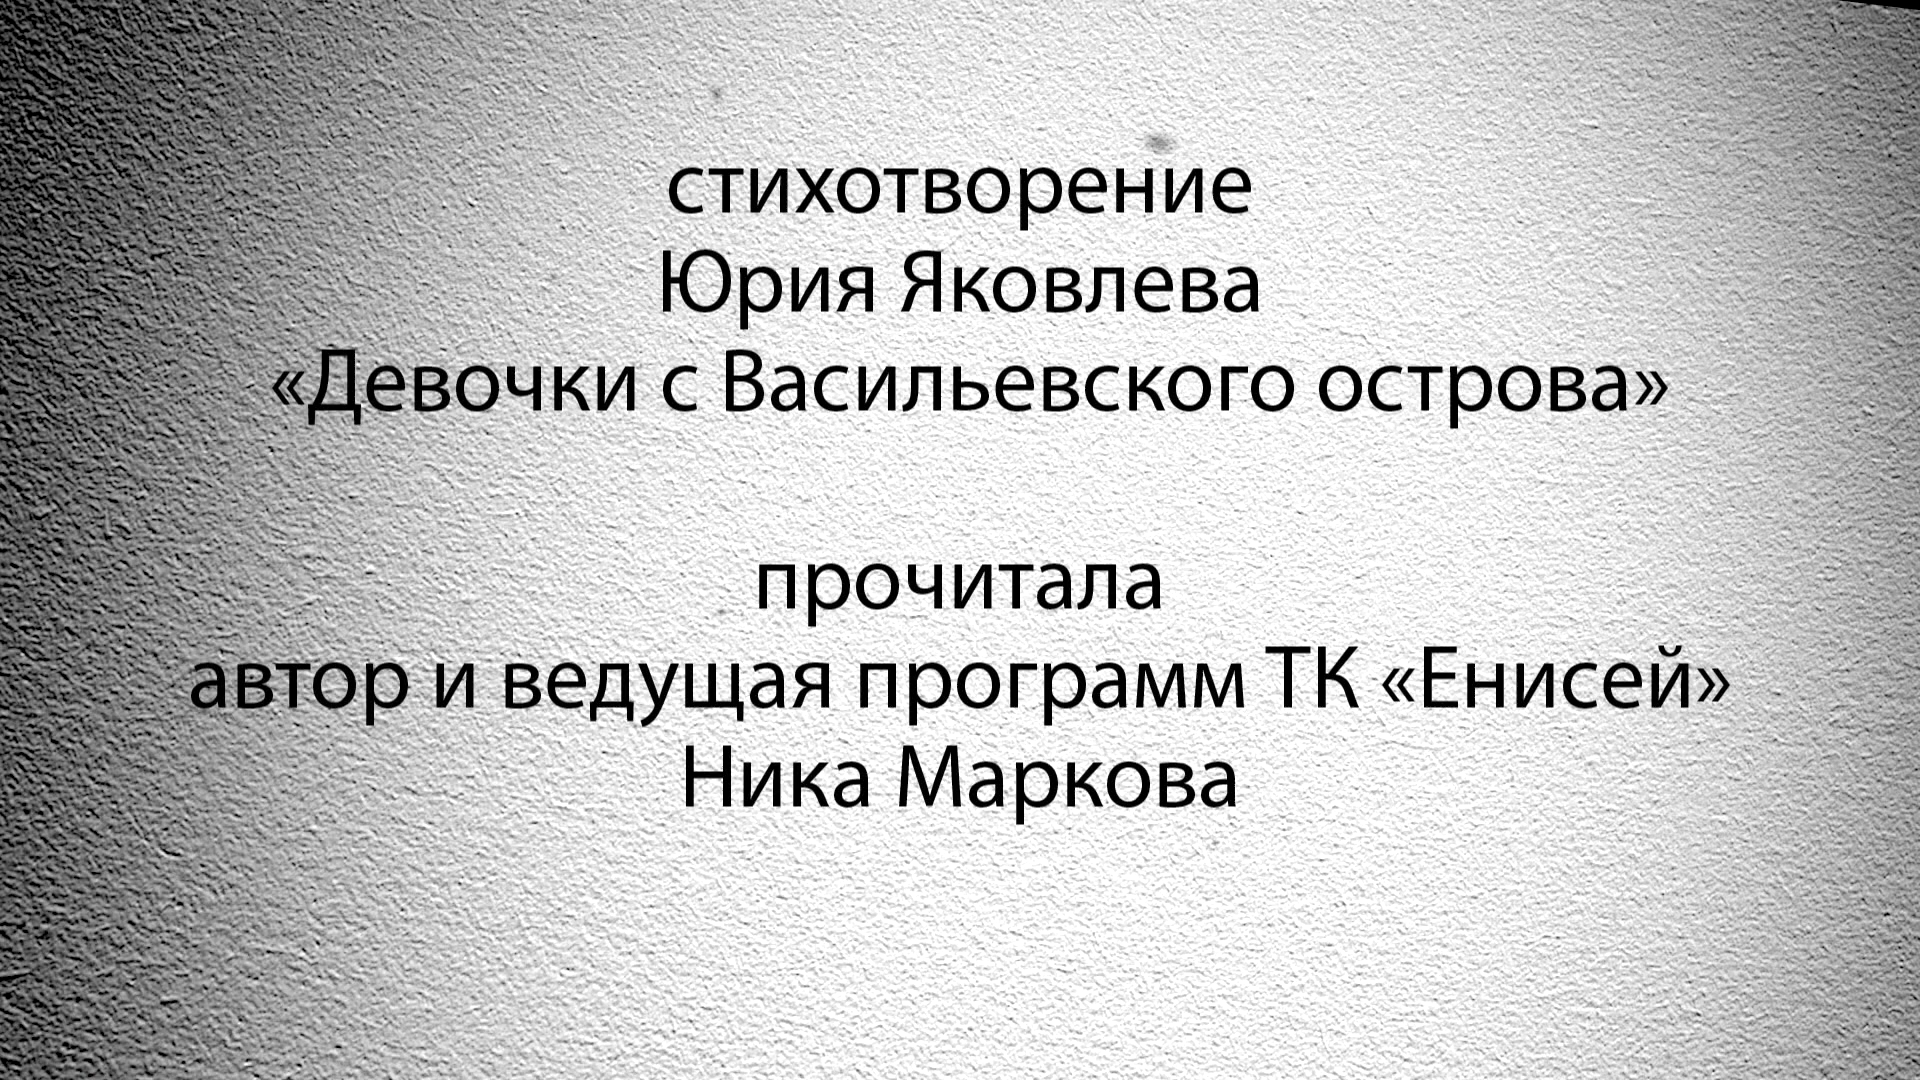 стихотворение
Юрия Яковлева
«Девочки с Васильевского острова»
прочитала
автор и ведущая программ ТК «Енисей»
Ника Маркова